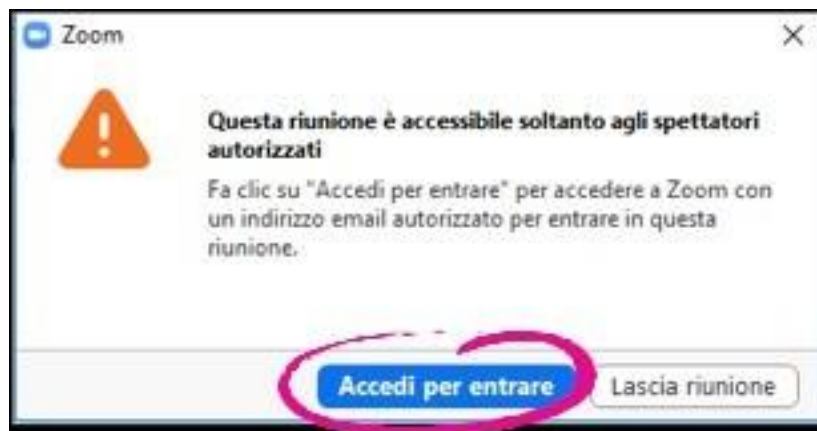 Zoom
Questa riunione è accessibile soltanto agli spettatori
autorizzati
Fa clic su "Accedi per entrare" per accedere a Zoom con
un indirizzo email autorizzato per entrare in questa
riunione.
Accedi per entrare
Lascia riunione